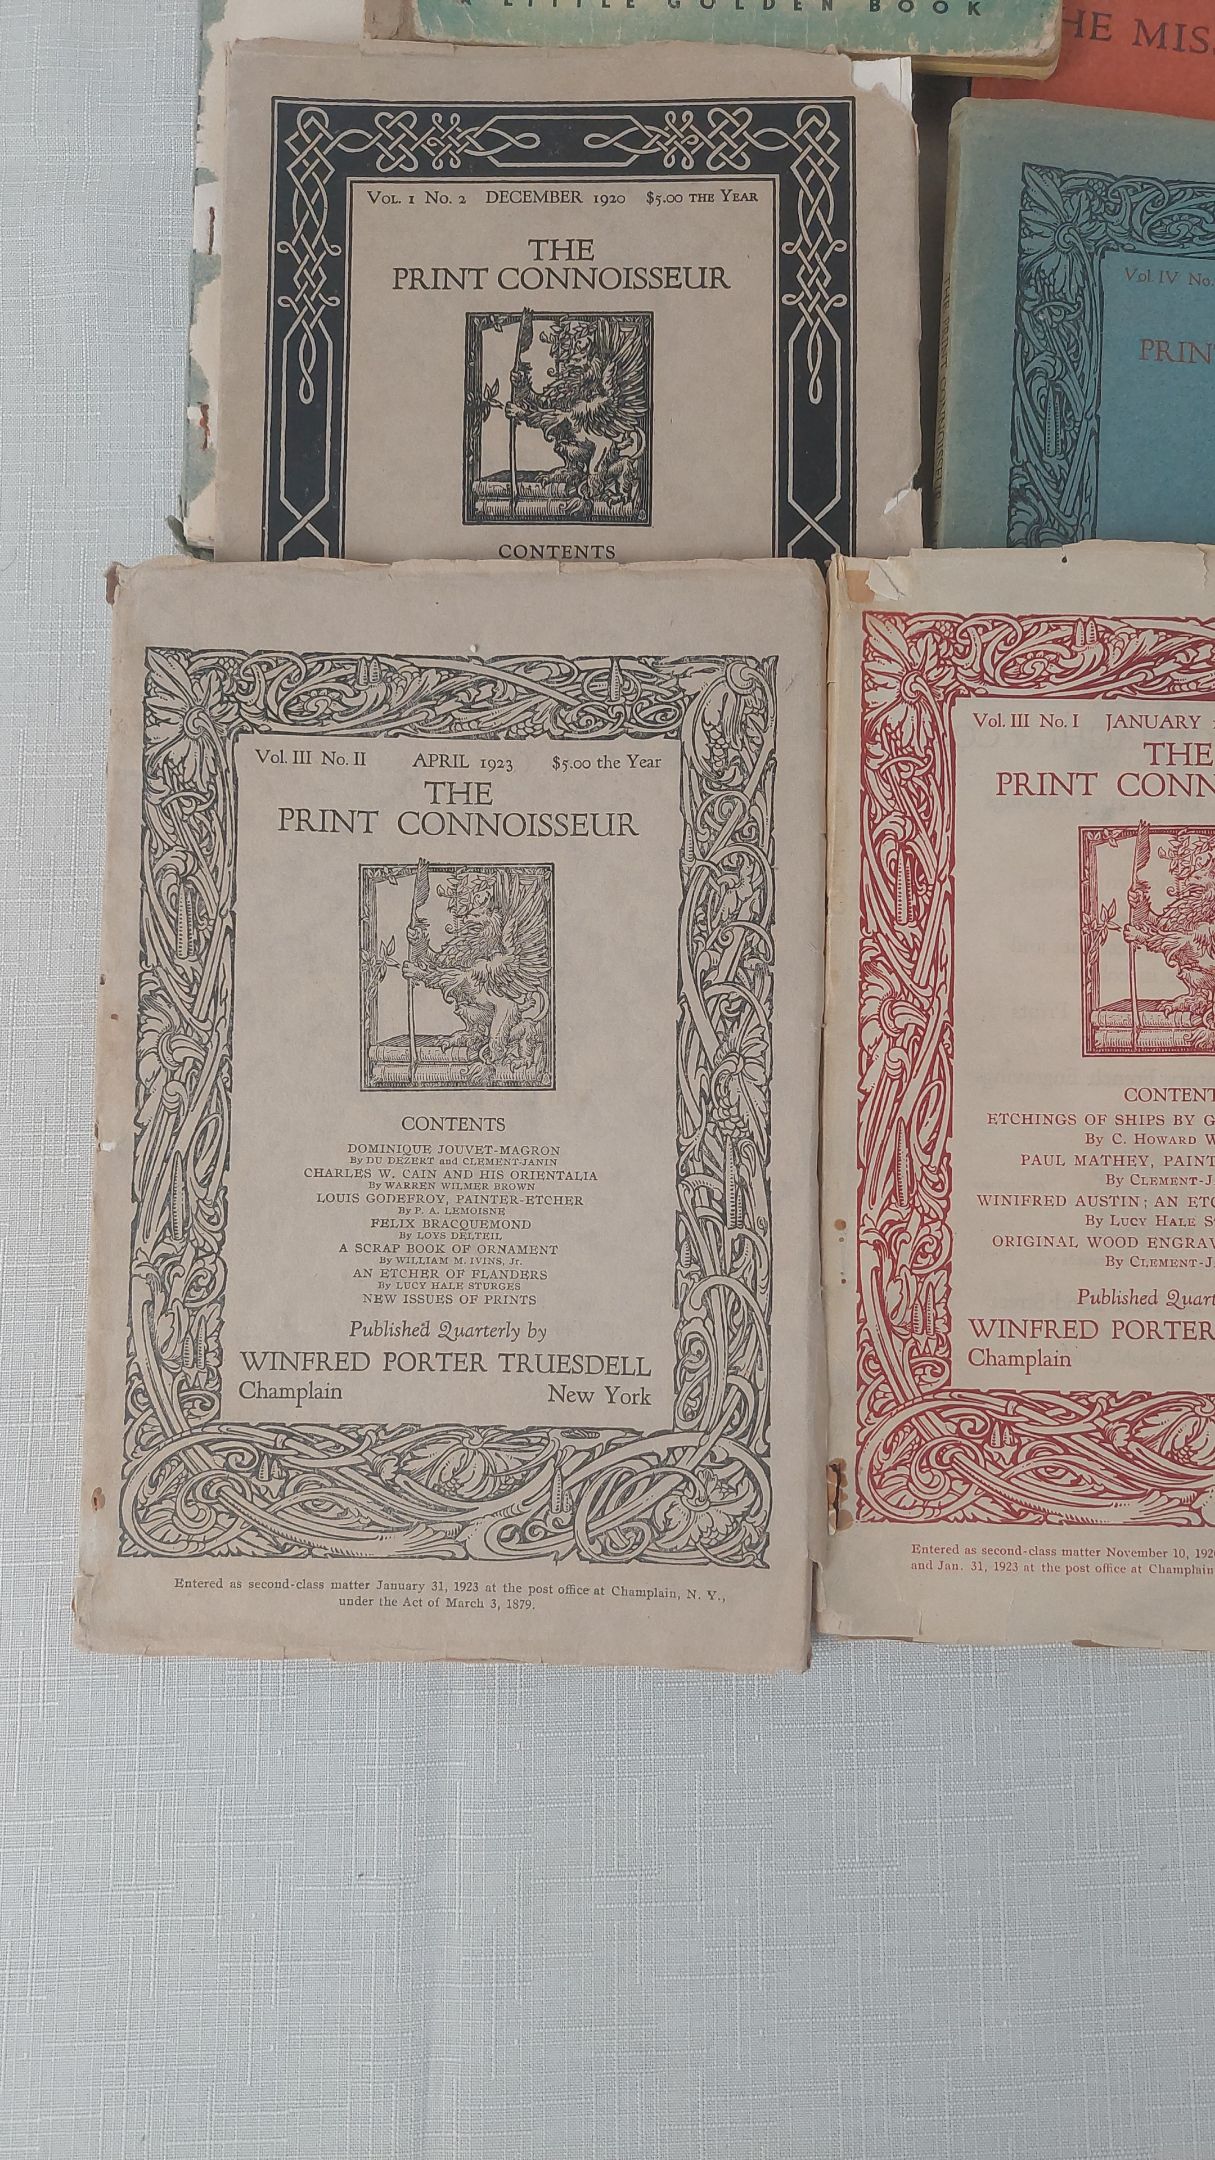 A LITTLE GOLDEN BOOK
HE MIS
VOL. 1 NO. 2 DECEMBER 1920 $5.00 THE YEAR
THE
PRINT CONNOISSEUR
CONTENTS
Vol. IV No.
PRIN
Vol. III No. II APRIL 1923 $5.00 the Year
THE
PRINT CONNOISSEUR
CONTENTS
DOMINIQUE JOUVET-MAGRON
By DU DEZERT and CLEMENT-JANIN
CHARLES W. CAIN AND HIS ORIENTALIA
By WARREN WILMER BROWN
LOUIS GODEFROY, PAINTER-ETCHER
By P. A. LEMOISNE
FELIX BRACQUEMOND
By LOYS DELTEIL
A SCRAP BOOK OF ORNAMENT
By WILLIAM M. IVINS, Jr.
AN ETCHER OF FLANDERS
By LUCY HALE STURGES
NEW ISSUES OF PRINTS
Published Quarterly by
WINFRED PORTER TRUESDELL
Champlain New York
Entered as second-class matter January 31, 1923 at the post office at Champlain, N. Y.,
under the Act of March 3, 1879.
Vol. III No. I JANUARY
THE
PRINT CONN
CONTENT
ETCHINGS OF SHIPS BY G
By C. HOWARD W
PAUL MATHEY, PAINT
By CLEMENT-J
WINIFRED AUSTIN; AN ETC
By LUCY HALE S
ORIGINAL WOOD ENGRAV
By CLEMENT-J
Published Quart
WINFRED PORTER
Champlain
Entered as second-class matter November 10, 192
and Jan. 31, 1923 at the post office at Champlain